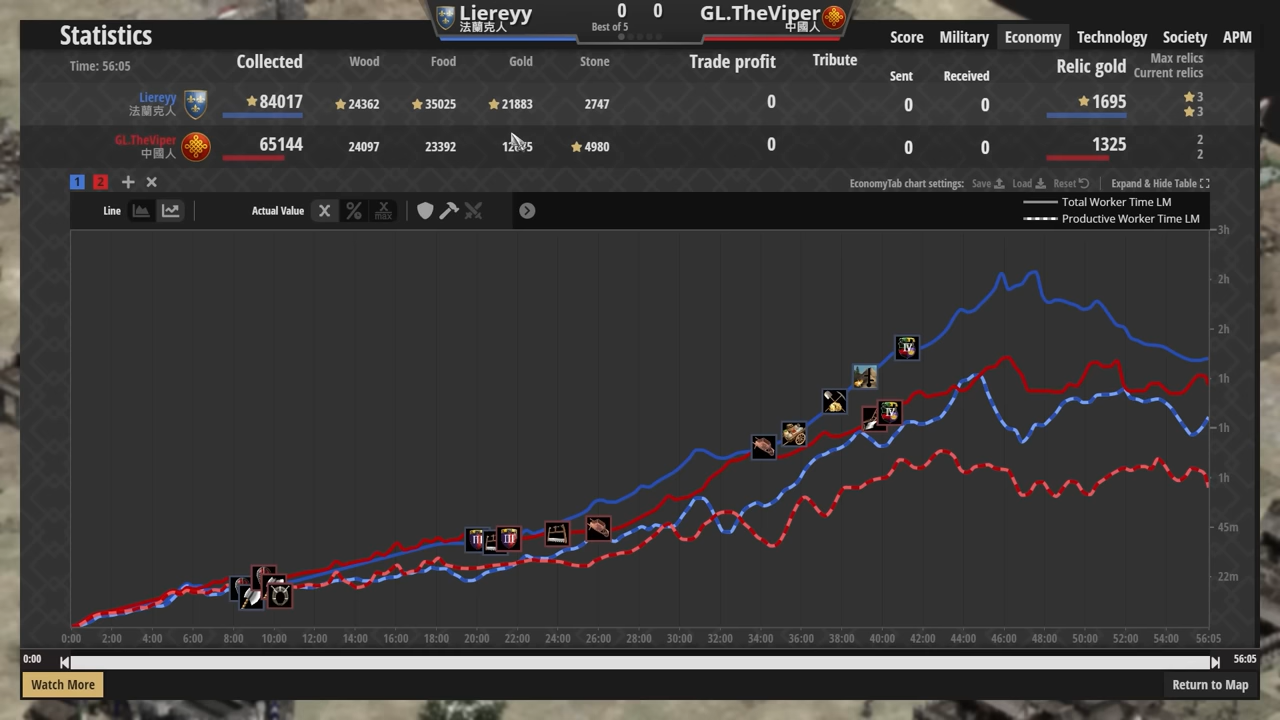 Statistics
Liereyy
法蘭克人
0 0
Best of 5
GL.TheViper
中國人
Score Military Economy Technology Society APM
Time: 56:05
Collected Wood Food Gold Stone Trade profit Tribute Sent Received Relic gold Max relics
Current relics
Liereyy
法蘭克人
84017 24362 35025 21883 2747 0 0 0 1695 3
3
GL.TheViper
中國人
65144 24097 23392 4980 0 0 0 1325 2
2
1 2
EconomyTab chart settings: Save Load Reset Expand & Hide Table
Line Actual Value X % X/max
Total Worker Time LM
Productive Worker Time LM
3h
2h
2h
1h
1h
1h
45m
22m
III III IV IV
0:00 2:00 4:00 6:00 8:00 10:00 12:00 14:00 16:00 18:00 20:00 22:00 24:00 26:00 28:00 30:00 32:00 34:00 36:00 38:00 40:00 42:00 44:00 46:00 48:00 50:00 52:00 54:00 56:05
0:00 56:05
Watch More Return to Map